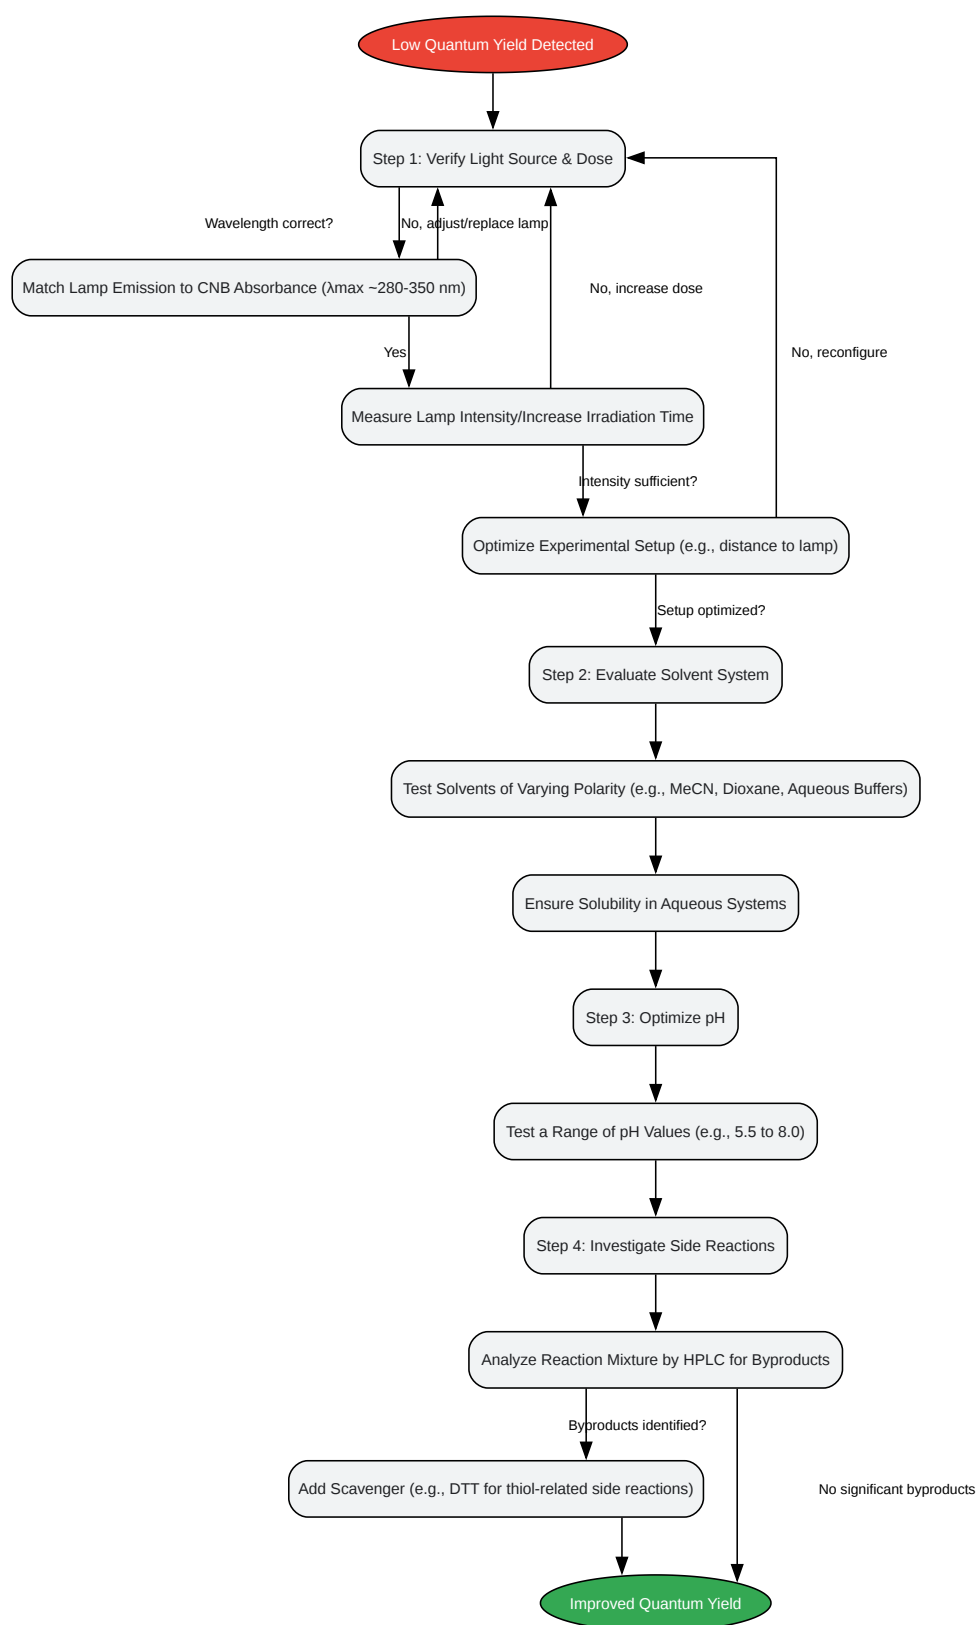 Low Quantum Yield Detected
Step 1: Verify Light Source & Dose
Wavelength correct?
No, adjust/replace lamp
Match Lamp Emission to CNB Absorbance (λmax ~280-350 nm)
No, increase dose
Yes
No, reconfigure
Measure Lamp Intensity/Increase Irradiation Time
Intensity sufficient?
Optimize Experimental Setup (e.g., distance to lamp)
Setup optimized?
Step 2: Evaluate Solvent System
Test Solvents of Varying Polarity (e.g., MeCN, Dioxane, Aqueous Buffers)
Ensure Solubility in Aqueous Systems
Step 3: Optimize pH
Test a Range of pH Values (e.g., 5.5 to 8.0)
Step 4: Investigate Side Reactions
Analyze Reaction Mixture by HPLC for Byproducts
Byproducts identified?
Add Scavenger (e.g., DTT for thiol-related side reactions)
No significant byproducts
Improved Quantum Yield